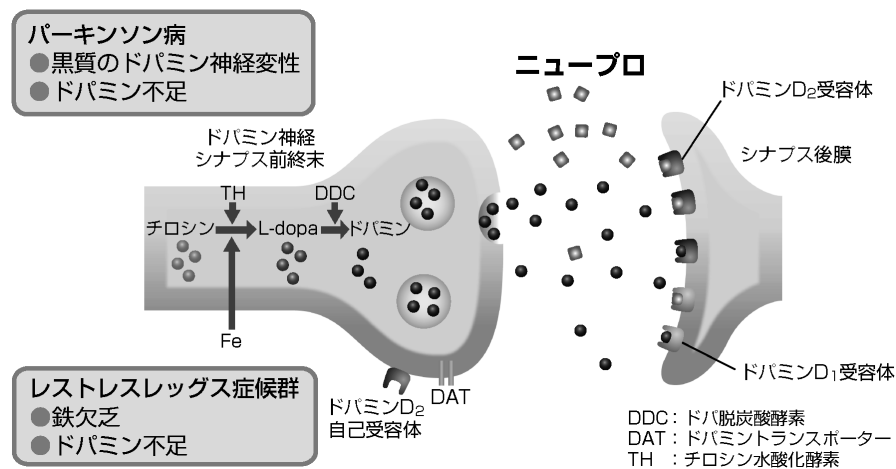 パーキンソン病
●黒質のドパミン神経変性
●ドパミン不足
ニュープロ
ドパミンD₂受容体
シナプス後膜
ドパミン神経
シナプス前終末
TH
DDC
チロシン
L-dopa
ドパミン
Fe
レストレスレッグス症候群
●鉄欠乏
●ドパミン不足
ドパミンD₂
自己受容体
DAT
ドパミンD₁受容体
DDC：ドパ脱炭酸酵素
DAT：ドパミントランスポーター
TH：チロシン水酸化酵素